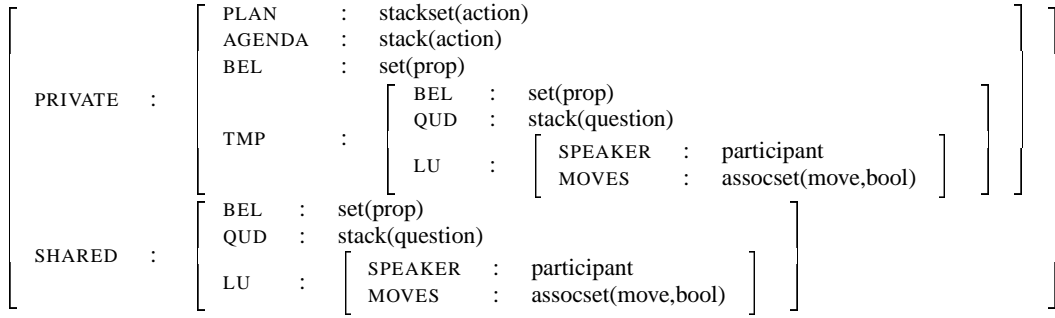 PLAN : stackset(action)
AGENDA : stack(action)
BEL : set(prop)
PRIVATE :
BEL : set(prop)
QUD : stack(question)
TMP :
LU :
SPEAKER : participant
MOVES : assocset(move,bool)
BEL : set(prop)
QUD : stack(question)
SHARED :
LU :
SPEAKER : participant
MOVES : assocset(move,bool)